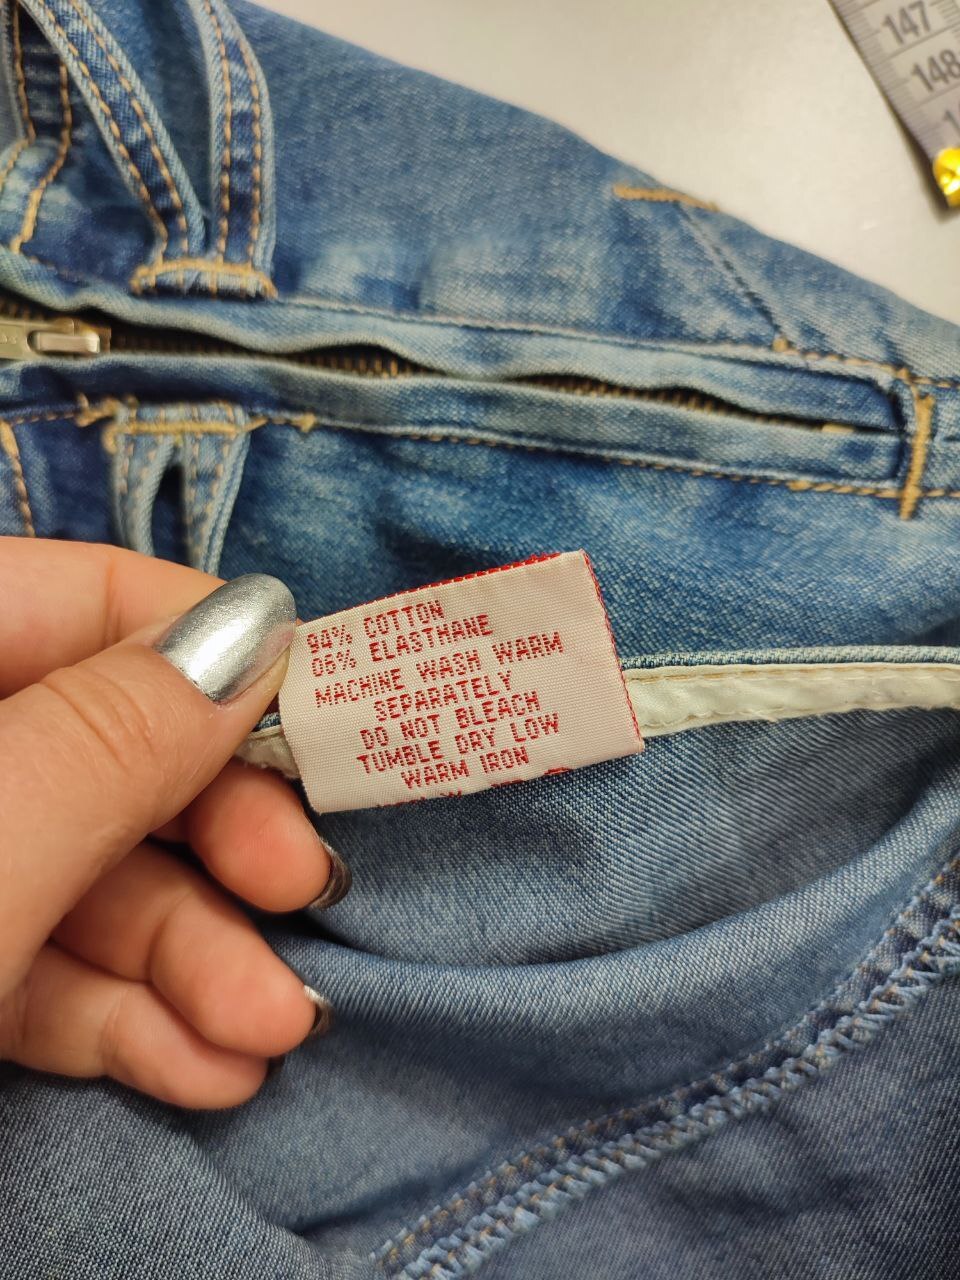 147
148
94% COTTON
06% ELASTHANE
MACHINE WASH WARM
SEPARATELY
DO NOT BLEACH
TUMBLE DRY LOW
WARM IRON